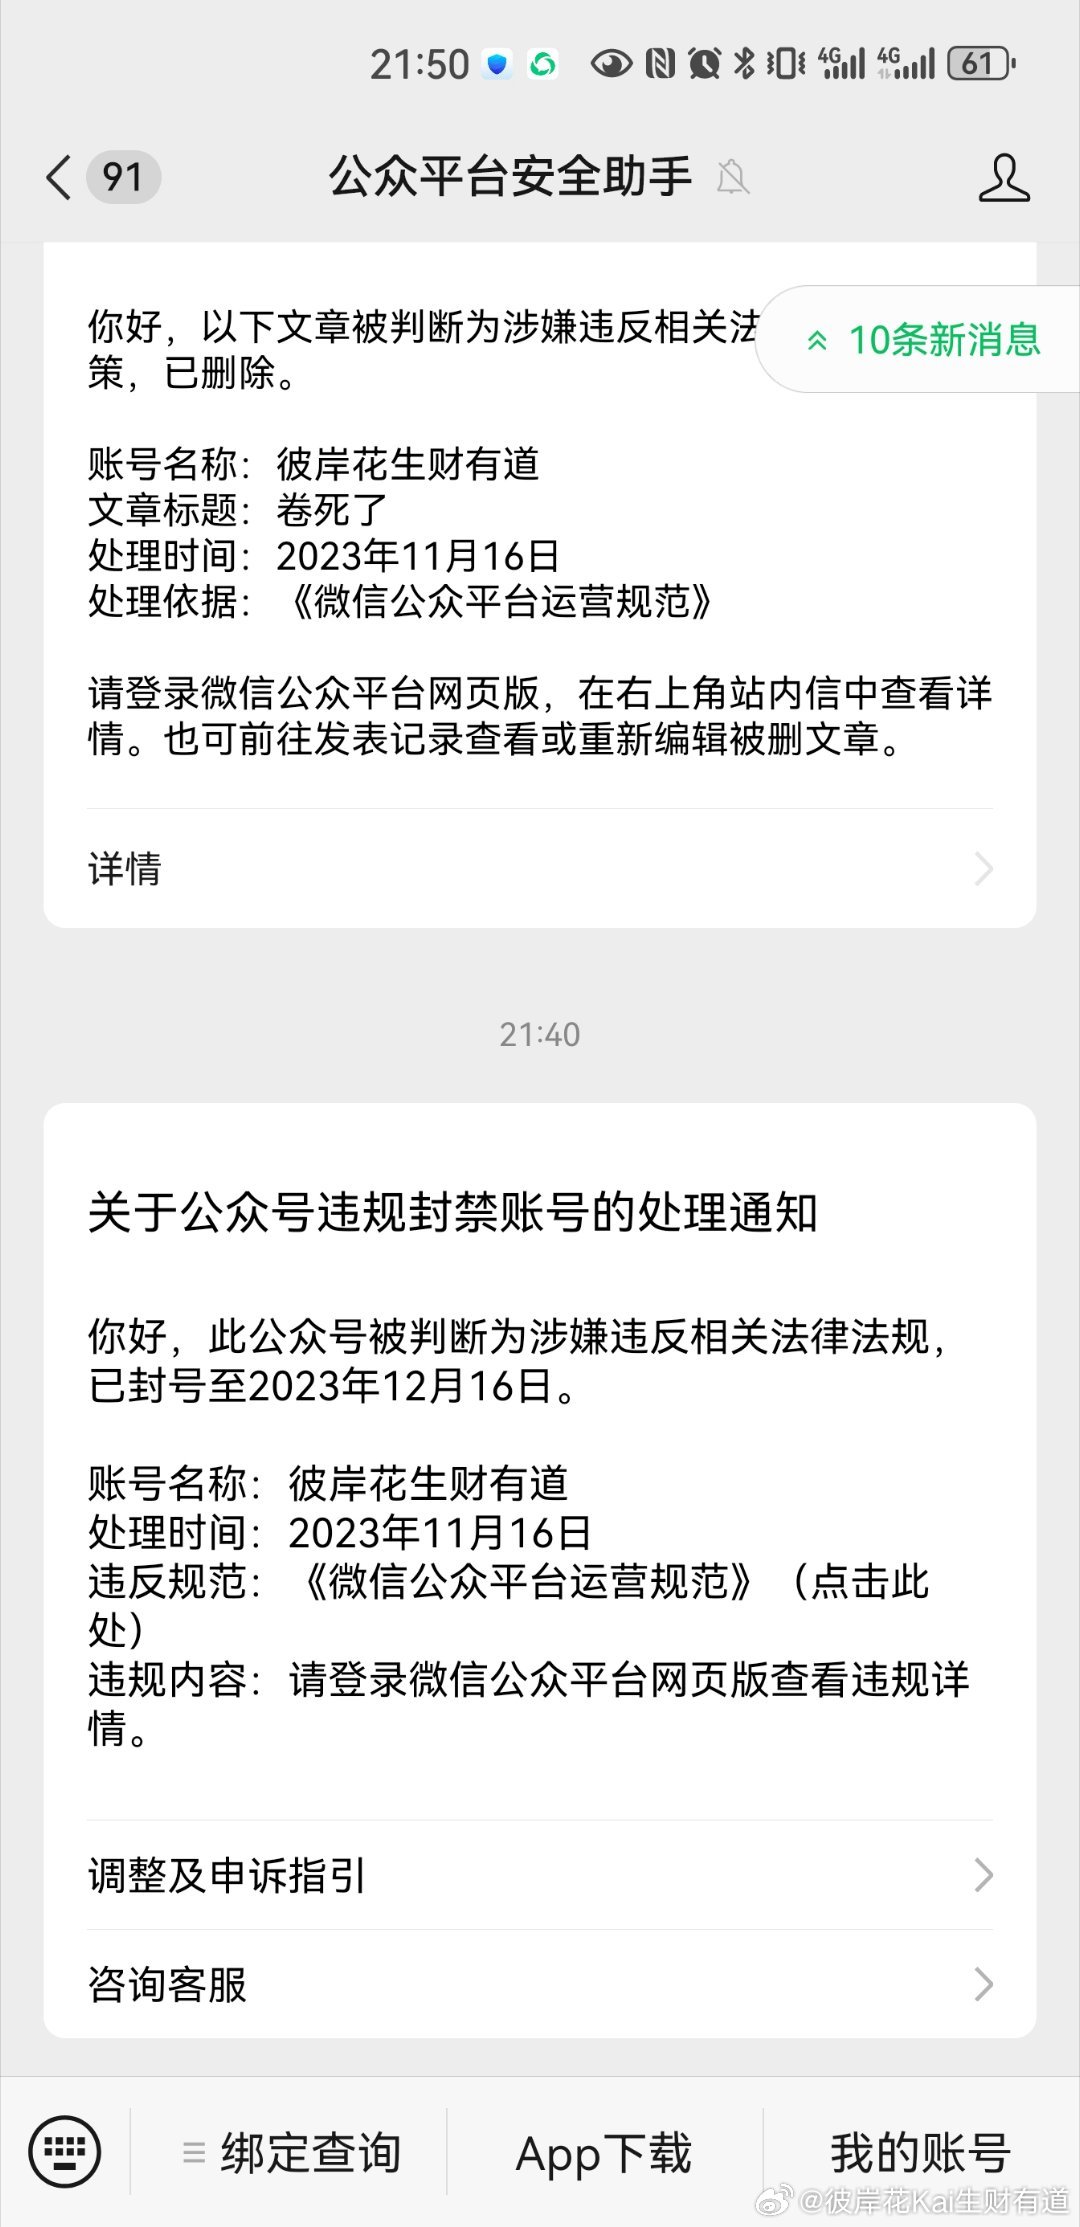 21:50 4G 4G 61
91 公众平台安全助手
10条新消息
你好，以下文章被判断为涉嫌违反相关法
策，已删除。
账号名称：彼岸花生财有道
文章标题：卷死了
处理时间：2023年11月16日
处理依据：《微信公众平台运营规范》
请登录微信公众平台网页版，在右上角站内信中查看详
情。也可前往发表记录查看或重新编辑被删文章。
详情
21:40
关于公众号违规封禁账号的处理通知
你好，此公众号被判断为涉嫌违反相关法律法规，
已封号至2023年12月16日。
账号名称：彼岸花生财有道
处理时间：2023年11月16日
违反规范：《微信公众平台运营规范》（点击此
处）
违规内容：请登录微信公众平台网页版查看违规详
情。
调整及申诉指引
咨询客服
绑定查询 App下载 我的账号
@彼岸花Kai生财有道